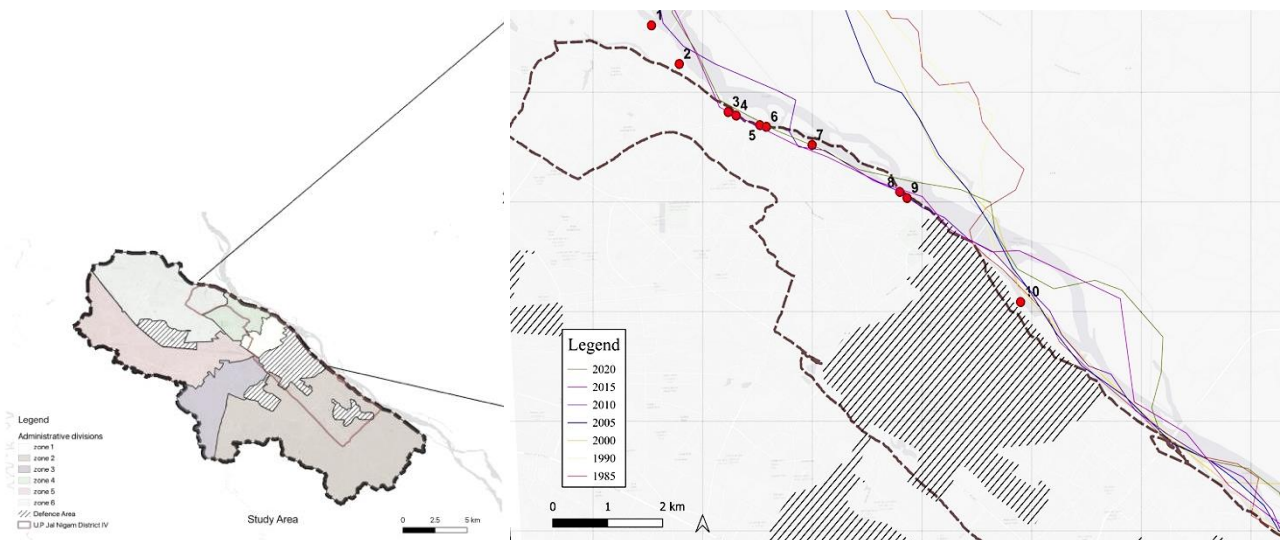 Legend
Administrative divisions
zone 1
zone 2
zone 3
zone 4
zone 5
zone 6
Defence Area
U.P Jal Nigam District IV
Study Area
0 2.5 5 km
1
2
3 4
5
6
7
8
9
10
Legend
2020
2015
2010
2005
2000
1990
1985
0 1 2 km